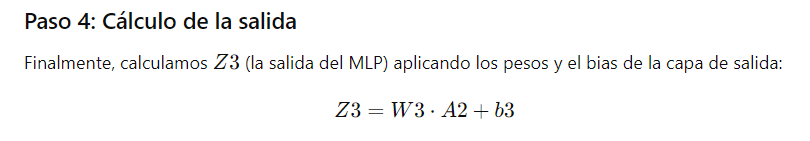 Paso 4: Cálculo de la salida
Finalmente, calculamos Z3 (la salida del MLP) aplicando los pesos y el bias de la capa de salida:
Z3 = W3 · A2 + b3